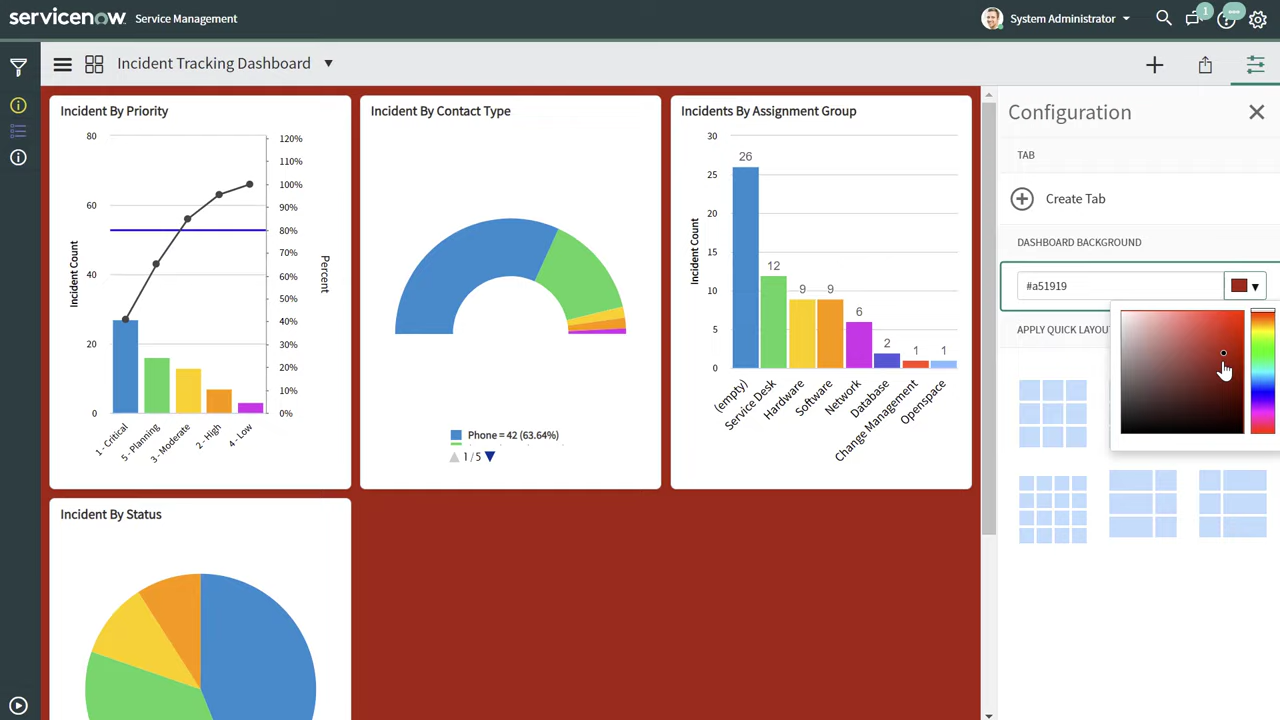 servicenow. Service Management
System Administrator
1
Incident Tracking Dashboard
Incident By Priority
80
60
40
20
0
Incident Count
120%
110%
100%
90%
80%
70%
60%
50%
40%
30%
20%
10%
0%
Percent
1 - Critical
5 - Planning
3 - Moderate
2 - High
4 - Low
Incident By Contact Type
Phone = 42 (63.64%)
1 / 5
Incidents By Assignment Group
30
25
20
15
10
5
0
Incident Count
26
12
9
9
6
2
1
1
(empty)
Service Desk
Hardware
Software
Network
Database
Change Management
Openspace
Incident By Status
Configuration
TAB
Create Tab
DASHBOARD BACKGROUND
#a51919
APPLY QUICK LAYOU